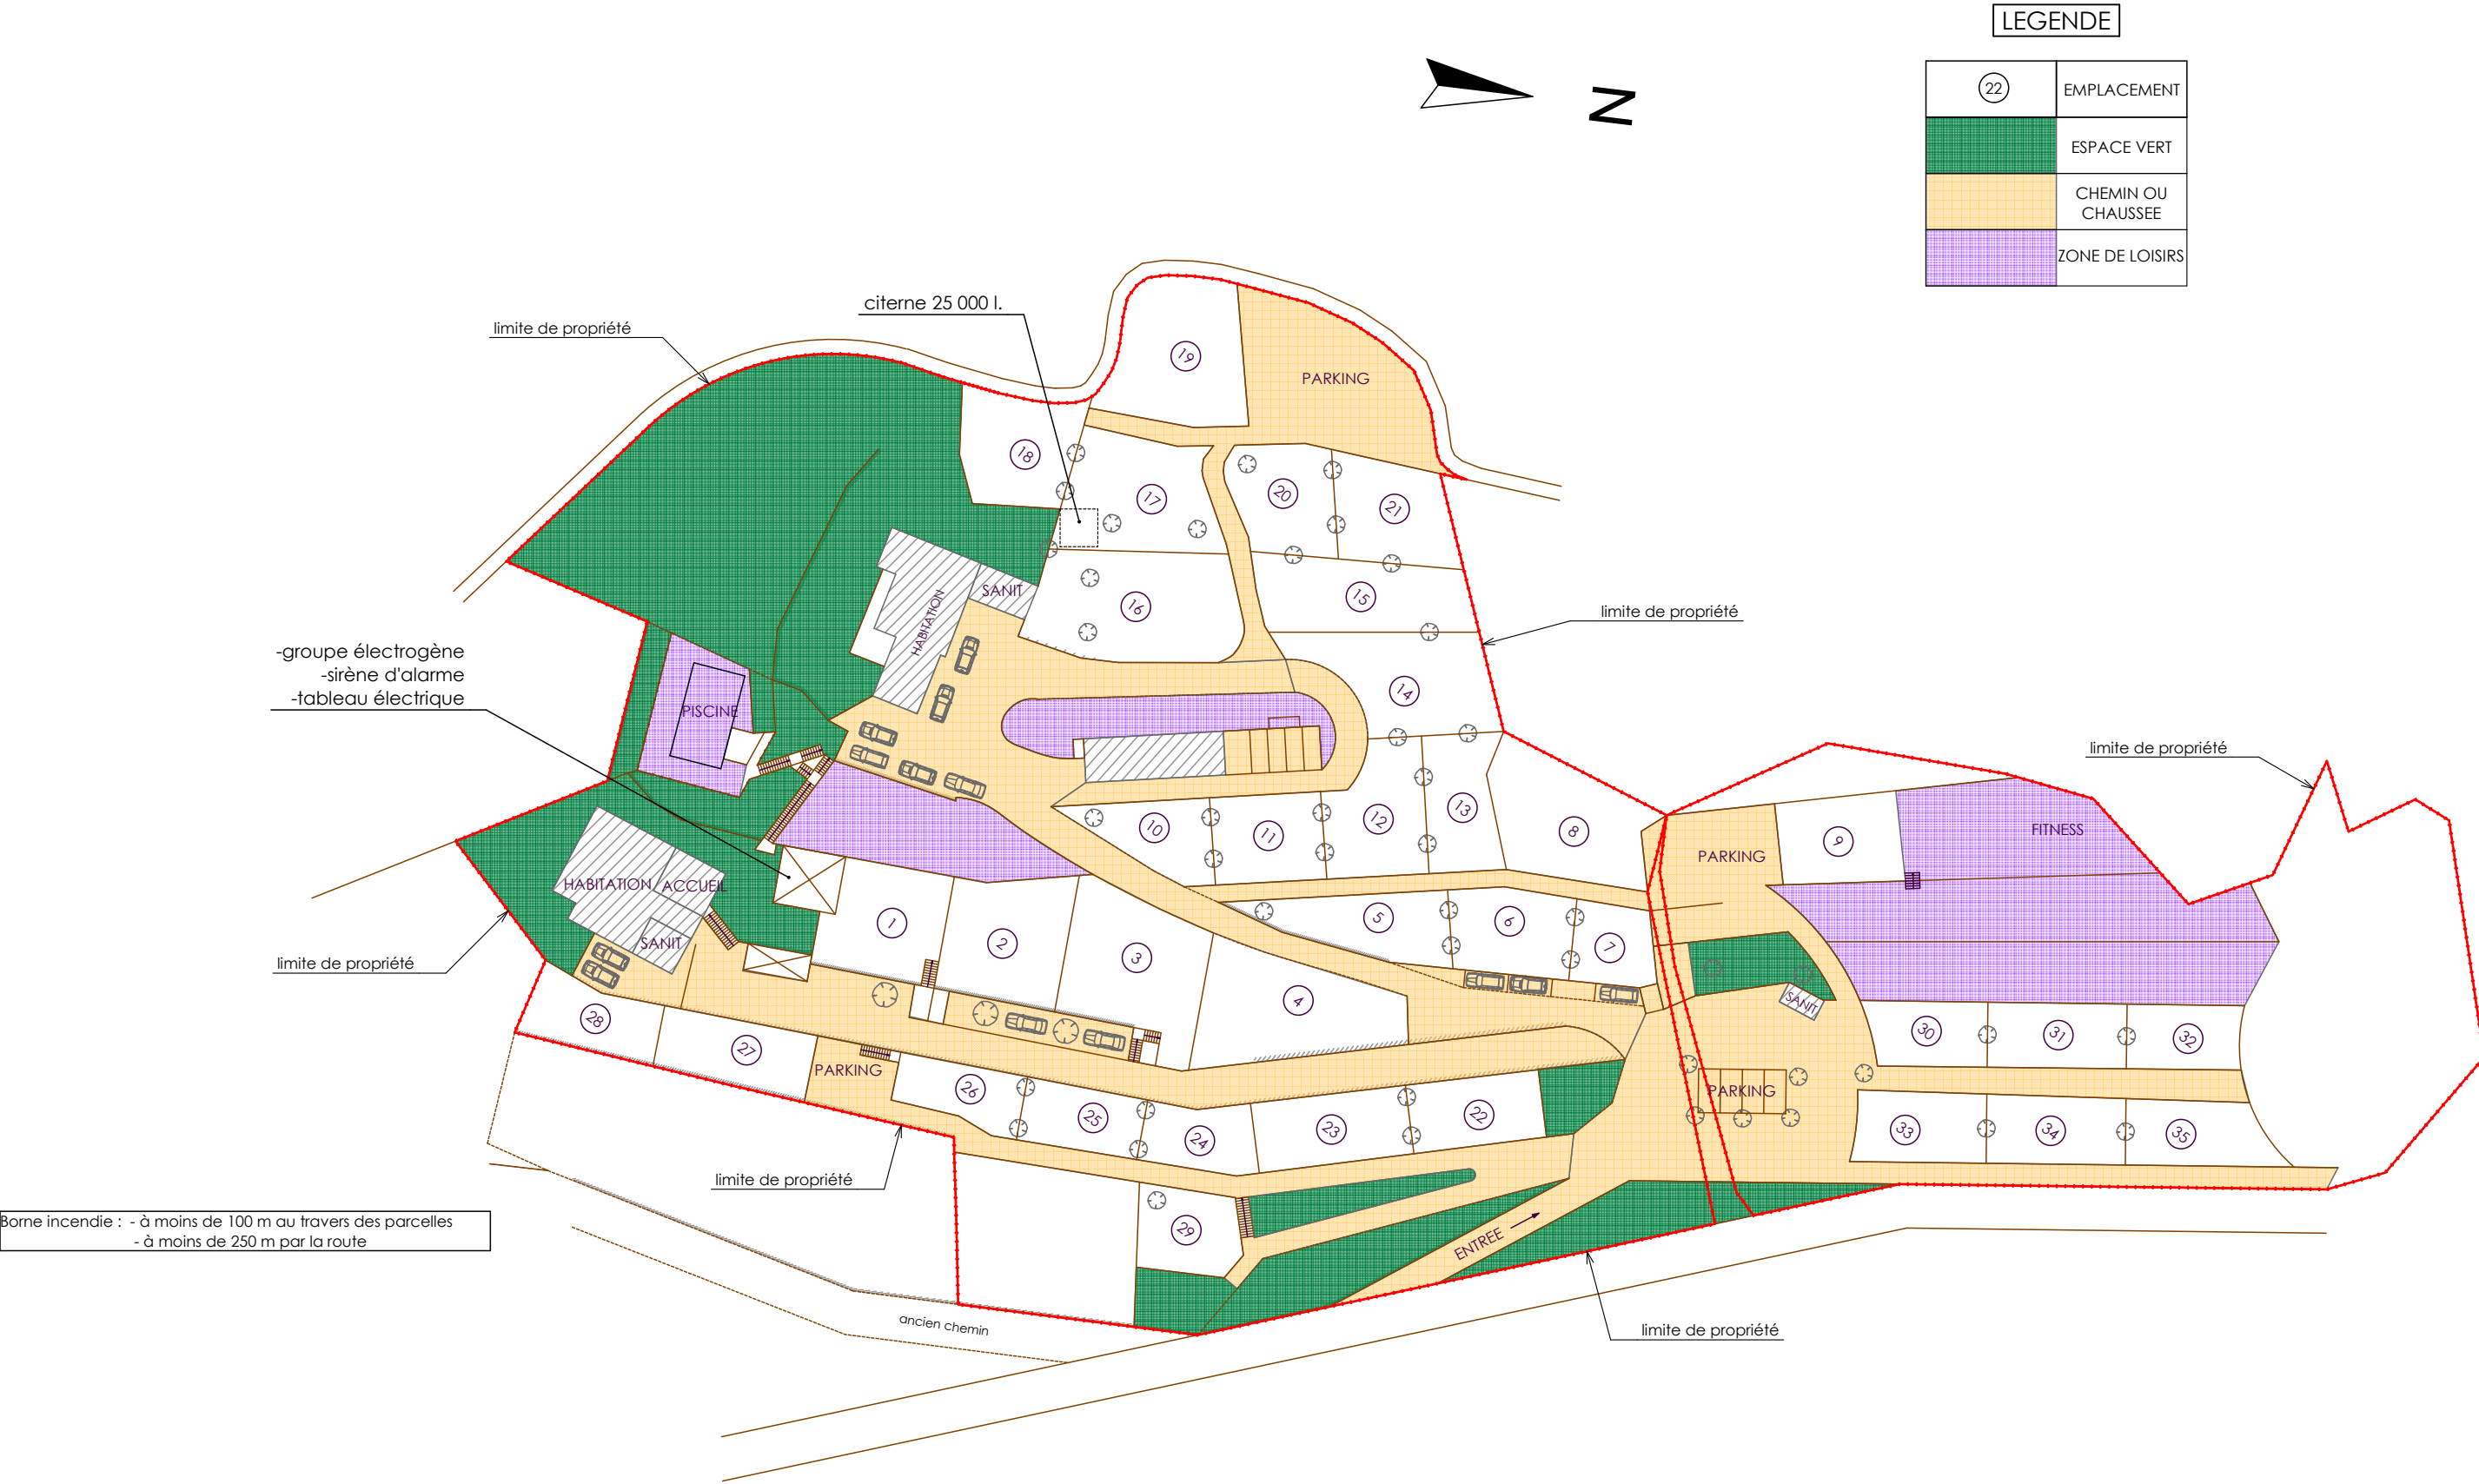 LEGENDE
22 EMPLACEMENT
ESPACE VERT
CHEMIN OU
CHAUSSEE
ZONE DE LOISIRS
N
citerne 25 000 l.
limite de propriété
19
PARKING
18
17
20
21
16
15
SANIT
HABITATION
limite de propriété
-groupe électrogène
-sirène d'alarme
-tableau électrique
PISCINE
14
limite de propriété
10
11
12
13
8
9
PARKING
FITNESS
HABITATION
ACCUEIL
SANIT
1
2
3
4
5
6
7
limite de propriété
SANIT
28
27
PARKING
26
25
24
23
22
PARKING
30
31
32
33
34
35
limite de propriété
29
ENTREE
Borne incendie : - à moins de 100 m au travers des parcelles
- à moins de 250 m par la route
ancien chemin
limite de propriété